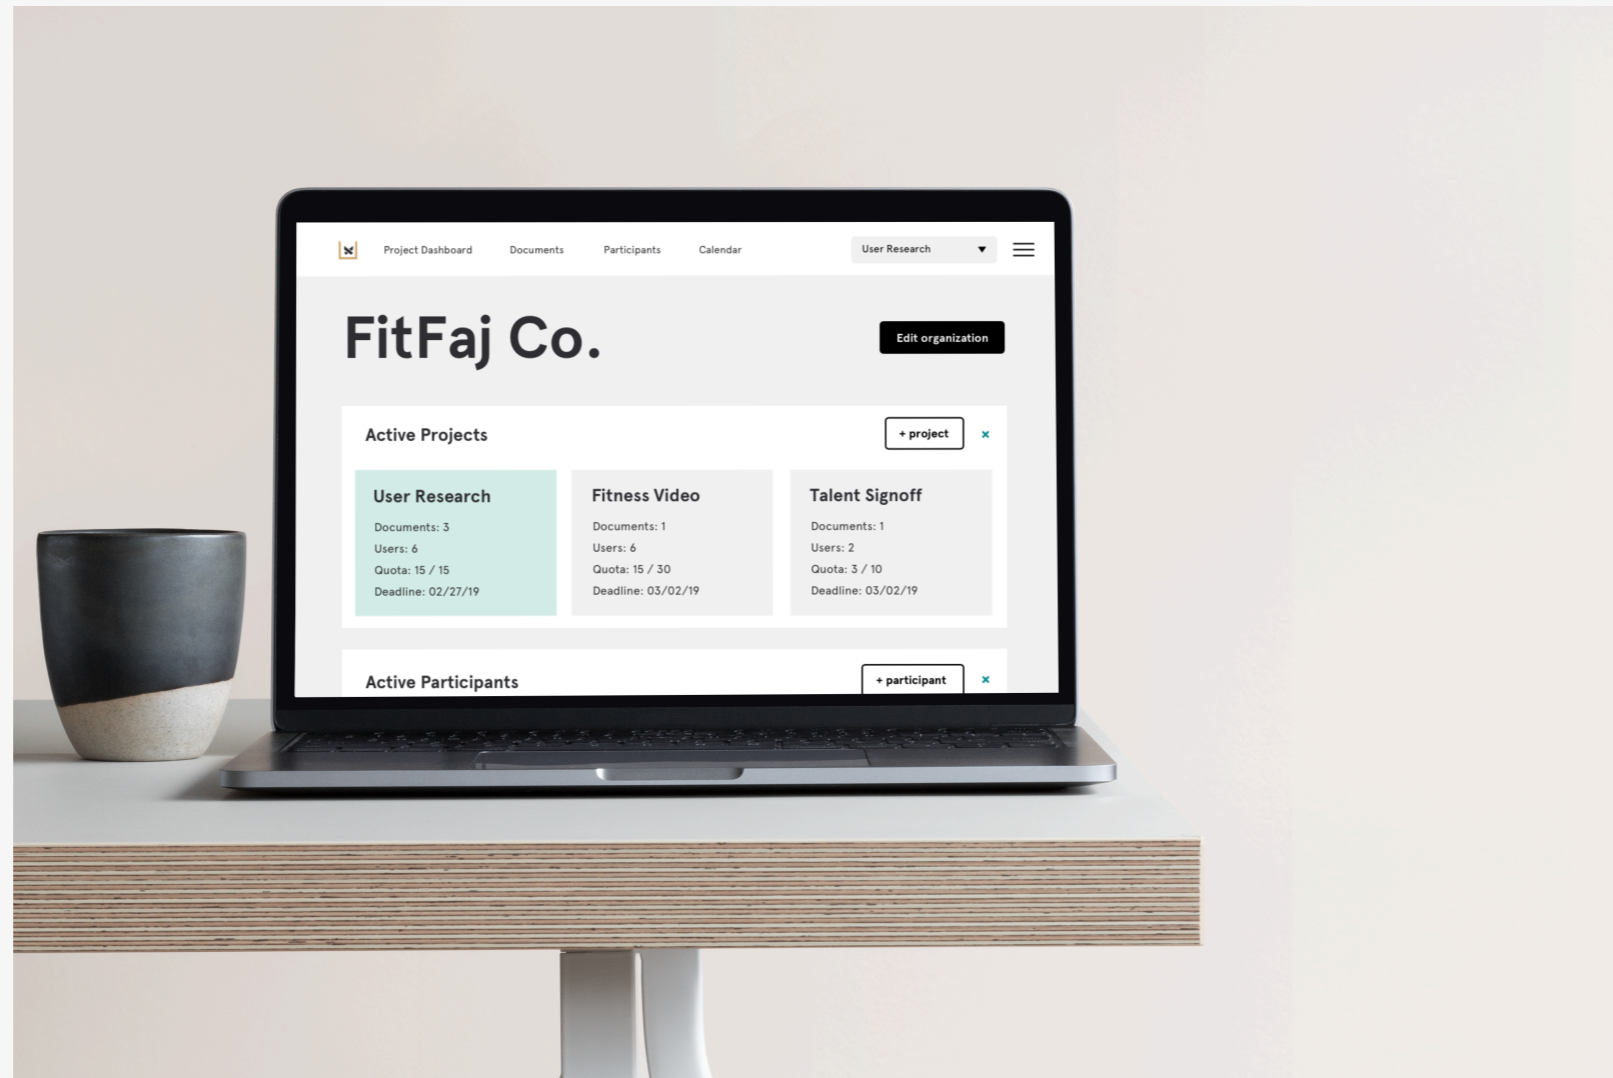 Project Dashboard Documents Participants Calendar User Research
FitFaj Co.
Edit organization
Active Projects
+ project
User Research
Documents: 3
Users: 6
Quota: 15 / 15
Deadline: 02/27/19
Fitness Video
Documents: 1
Users: 6
Quota: 15 / 30
Deadline: 03/02/19
Talent Signoff
Documents: 1
Users: 2
Quota: 3 / 10
Deadline: 03/02/19
Active Participants
+ participant